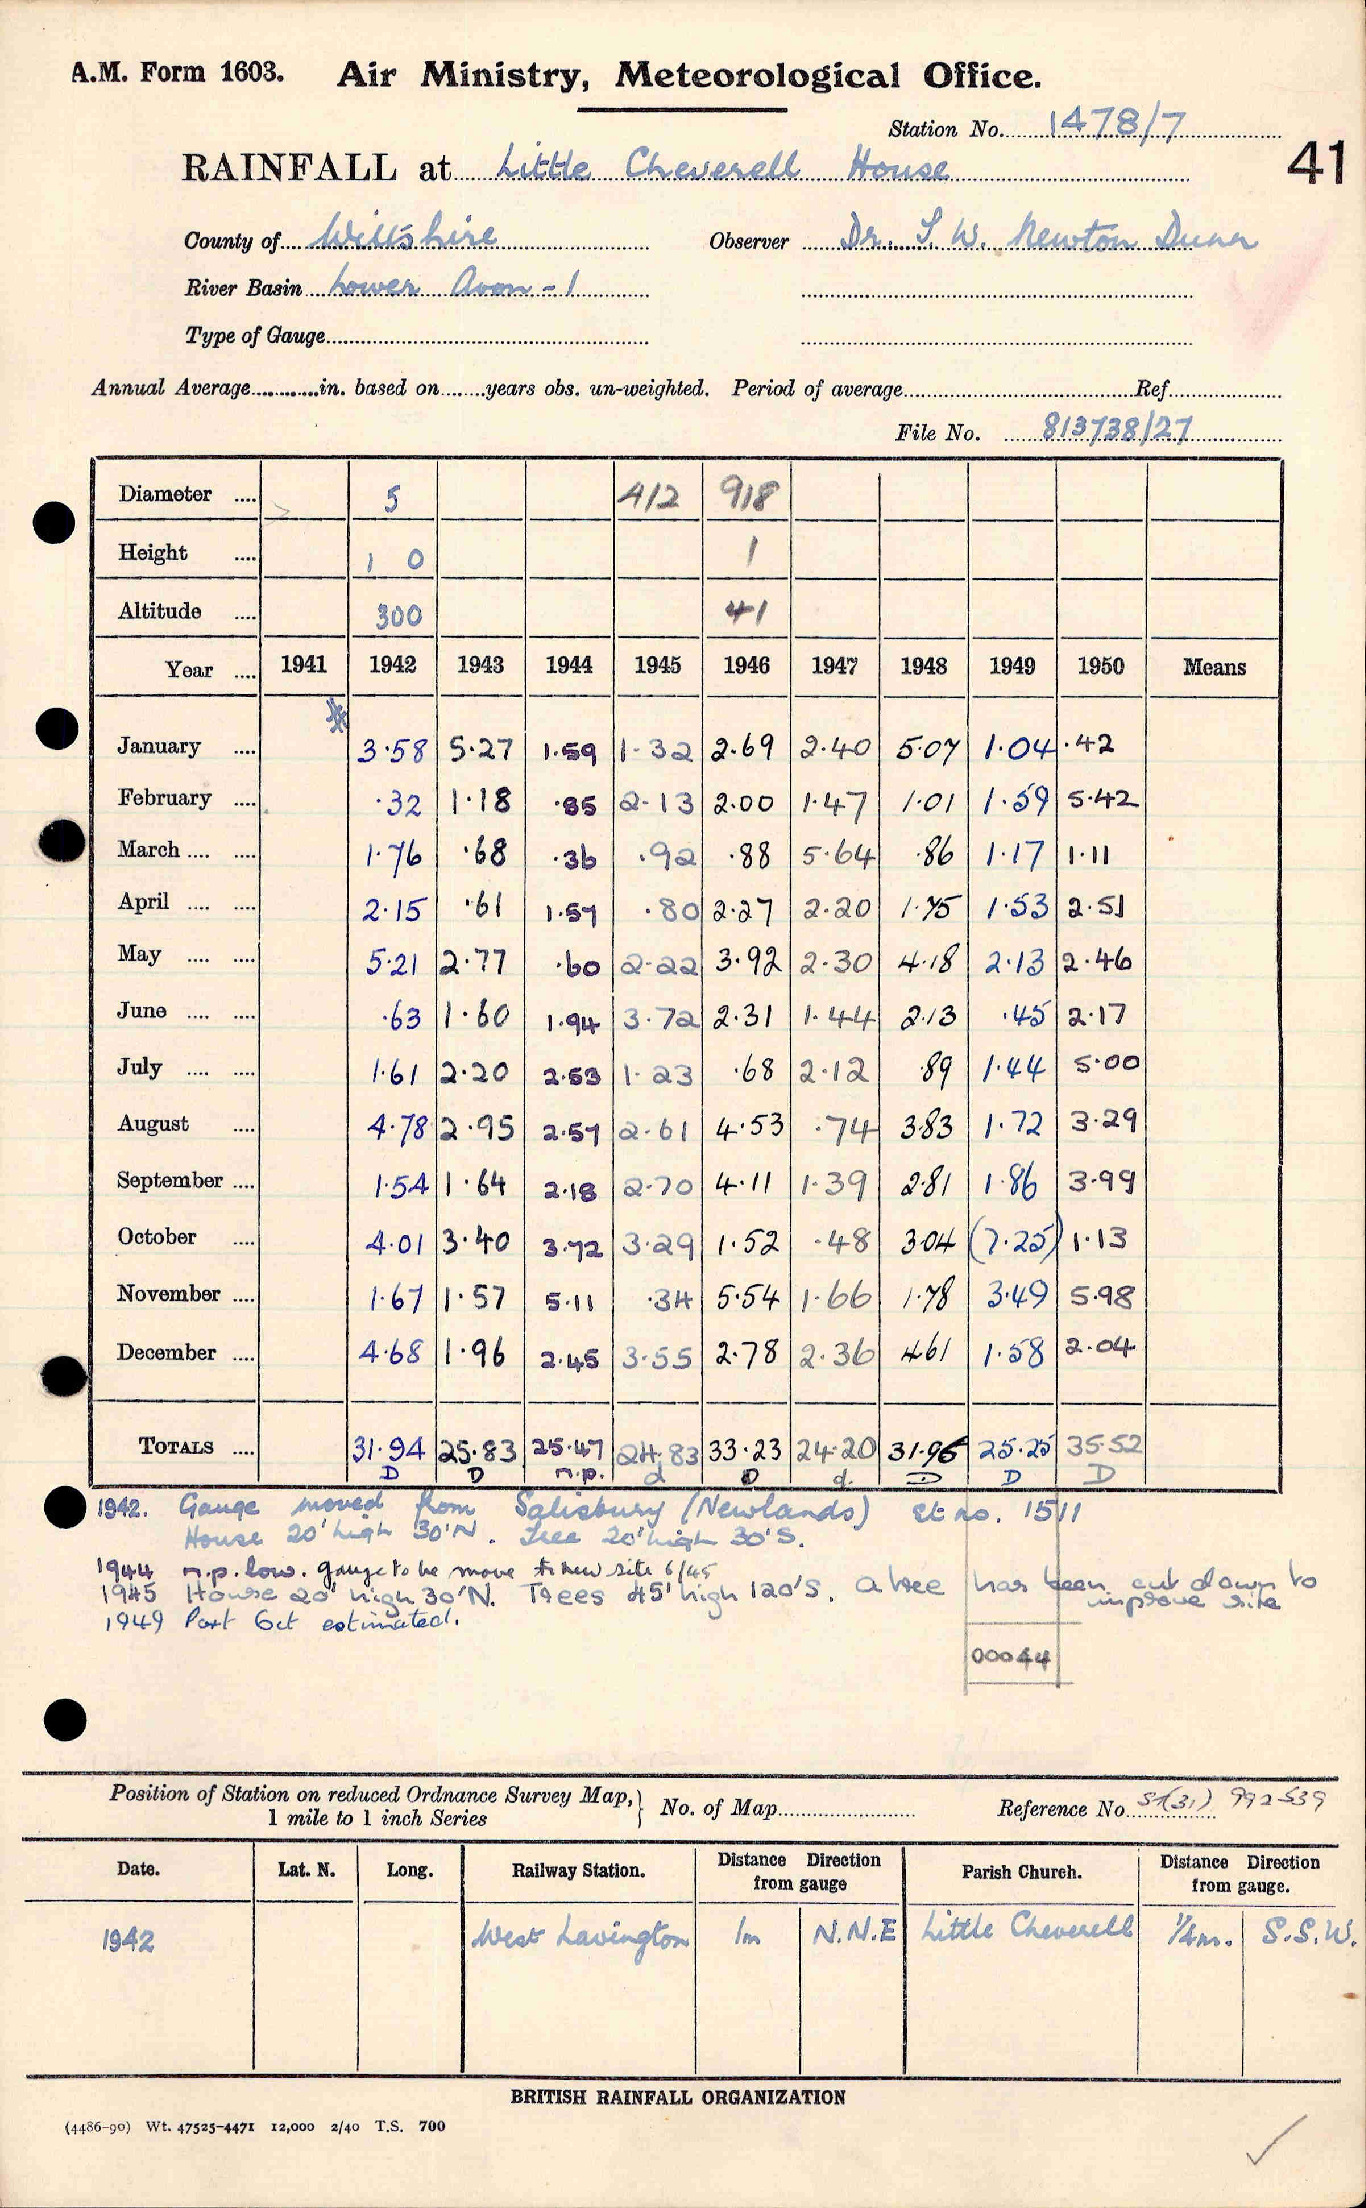 A.M. Form 1603. Air Ministry, Meteorological Office.
Station No. 1478/7
41
RAINFALL at Little Cheverell House
County of Wiltshire Observer Dr. S. W. Newton Dunn
River Basin Lower Avon - 1
Type of Gauge
Annual Average in. based on years obs. un-weighted. Period of average Ref
File No. 813738/27
Diameter .... 5 412 918
Height .... 1 0 1
Altitude .... 300 41
Year .... 1941 1942 1943 1944 1945 1946 1947 1948 1949 1950 Means
*
January .... 3.58 5.27 1.59 1.32 2.69 2.40 5.07 1.04 .42
February .... .32 1.18 .85 2.13 2.00 1.47 1.01 1.59 5.42
March .... .... 1.76 .68 .36 .92 .88 5.64 .86 1.17 1.11
April .... .... 2.15 .61 1.57 .80 2.27 2.20 1.75 1.53 2.51
May .... .... 5.21 2.77 .60 2.22 3.92 2.30 4.18 2.13 2.46
June .... .... .63 1.60 1.94 3.72 2.31 1.44 2.13 .45 2.17
July .... .... 1.61 2.20 2.53 1.23 .68 2.12 .89 1.44 5.00
August .... 4.78 2.95 2.57 2.61 4.53 .74 3.83 1.72 3.29
September .... 1.54 1.64 2.18 2.70 4.11 1.39 2.81 1.86 3.99
October .... 4.01 3.40 3.72 3.29 1.52 .48 3.04 (7.25) 1.13
November .... 1.67 1.57 5.11 .34 5.54 1.66 1.78 3.49 5.98
December .... 4.68 1.96 2.45 3.55 2.78 2.36 4.61 1.58 2.04
TOTALS .... 31.94 25.83 25.47 24.83 33.23 24.20 31.96 25.25 35.52
D D n.p. d D d. D D D
1942. Gauge moved from Salisbury (Newlands) St no. 1511
House 20' high 30'N. Tree 20' high 30'S.
1944 n.p. low. gauge to be move to new site 6/45
1945 House 20' high 30'N. Trees 45' high 120'S. a tree has been cut down to
improve site
1949 Part Oct estimated.
00044
Position of Station on reduced Ordnance Survey Map, 1 mile to 1 inch Series No. of Map Reference No. ST(31) 992539
Date. Lat. N. Long. Railway Station. Distance Direction from gauge Parish Church. Distance Direction from gauge.
1942 West Lavington 1m N.N.E Little Cheverell 1/4m. S.S.W.
BRITISH RAINFALL ORGANIZATION
(4486-90) Wt. 47525-4471 12,000 2/40 T.S. 700